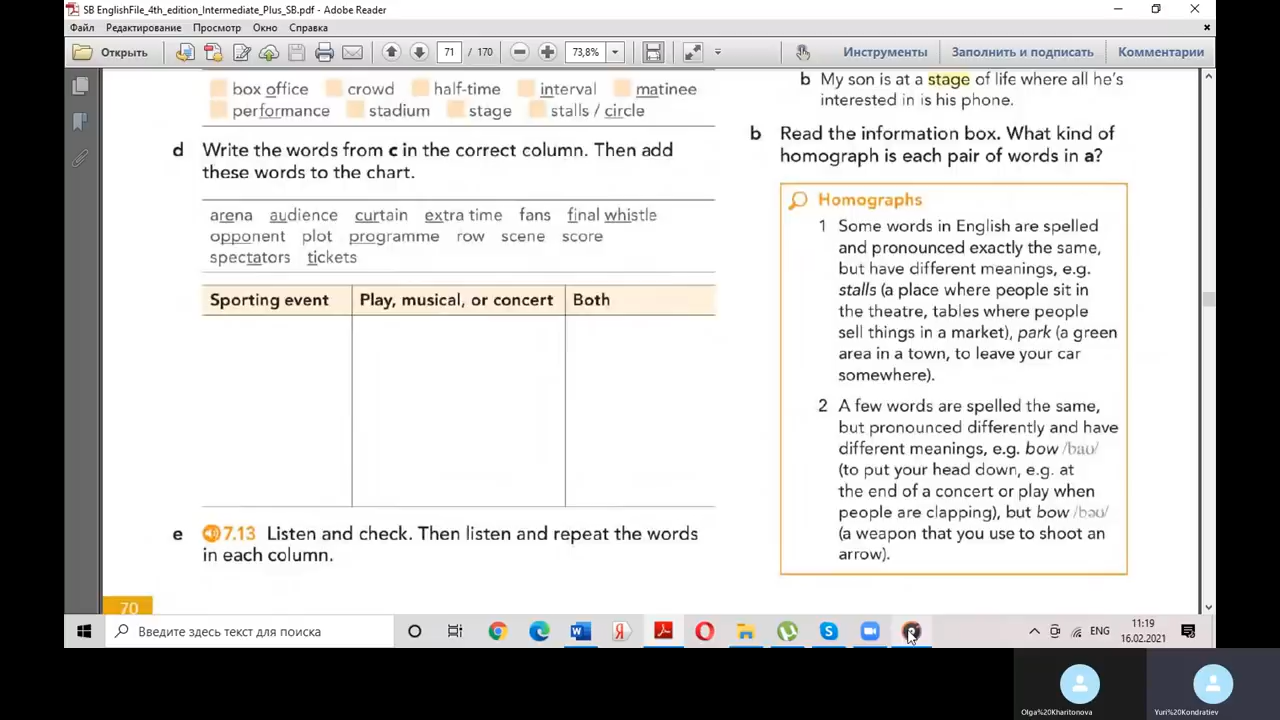 SB EnglishFile_4th_edition_Intermediate_Plus_SB.pdf - Adobe Reader
Файл Редактирование Просмотр Окно Справка
Открыть 71 / 170 73,8% Инструменты Заполнить и подписать Комментарии
box office crowd half-time interval matinee
performance stadium stage stalls / circle
d Write the words from c in the correct column. Then add
these words to the chart.
arena audience curtain extra time fans final whistle
opponent plot programme row scene score
spectators tickets
Sporting event Play, musical, or concert Both
e 7.13 Listen and check. Then listen and repeat the words
in each column.
70
b My son is at a stage of life where all he's
interested in is his phone.
b Read the information box. What kind of
homograph is each pair of words in a?
Homographs
1 Some words in English are spelled
and pronounced exactly the same,
but have different meanings, e.g.
stalls (a place where people sit in
the theatre, tables where people
sell things in a market), park (a green
area in a town, to leave your car
somewhere).
2 A few words are spelled the same,
but pronounced differently and have
different meanings, e.g. bow /baʊ/
(to put your head down, e.g. at
the end of a concert or play when
people are clapping), but bow /bəʊ/
(a weapon that you use to shoot an
arrow).
Введите здесь текст для поиска
ENG
11:19
16.02.2021
Olga%20Kharitonova Yuri%20Kondratiev